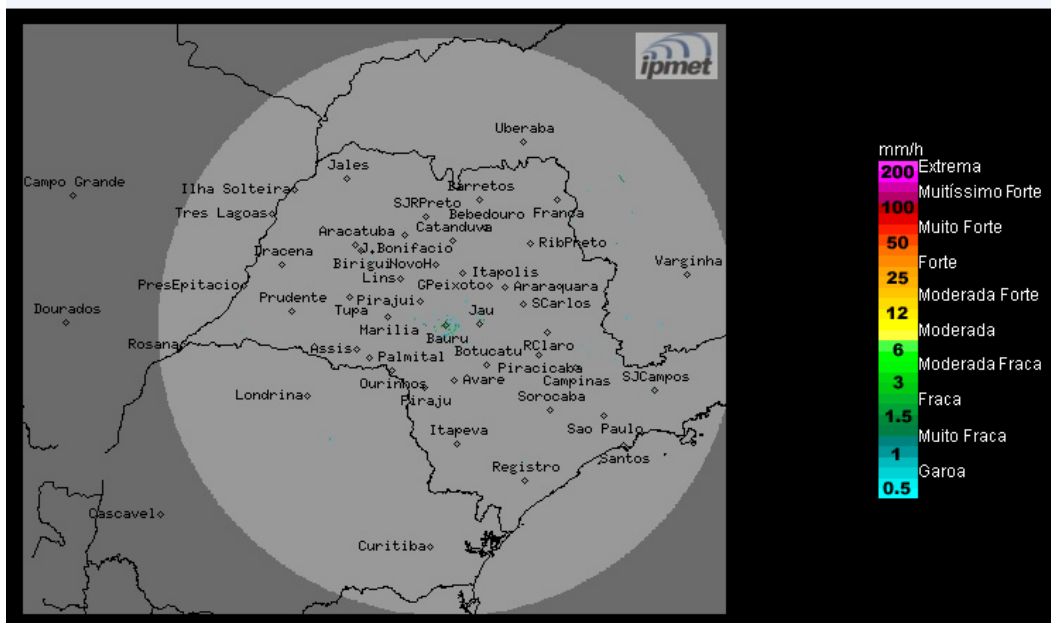 ipmet
Uberaba
Jales
Campo Grande
Ilha Solteira
Barretos
SJRPreto
Tres Lagoas
Bebedouro Franca
Catanduva
Aracatuba
RibPreto
J.Bonifacio
Dracena
Varginha
BiriguiNovoH
Itapolis
Lins
GPeixoto
Araraquara
PresEpitacio
Prudente
Pirajui
SCarlos
Dourados
Tupa
Jau
Marilia
Bauru
Rosana
Assis
RClaro
Botucatu
Palmital
Piracicaba
Ourinhos
Avare
Campinas
SJCampos
Londrina
Piraju
Sorocaba
Itapeva
Sao Paulo
Santos
Registro
Cascavel
Curitiba
mm/h
200 Extrema
Muitíssimo Forte
100
Muito Forte
50
Forte
25
Moderada Forte
12
Moderada
6
Moderada Fraca
3
Fraca
1.5
Muito Fraca
1
Garoa
0.5